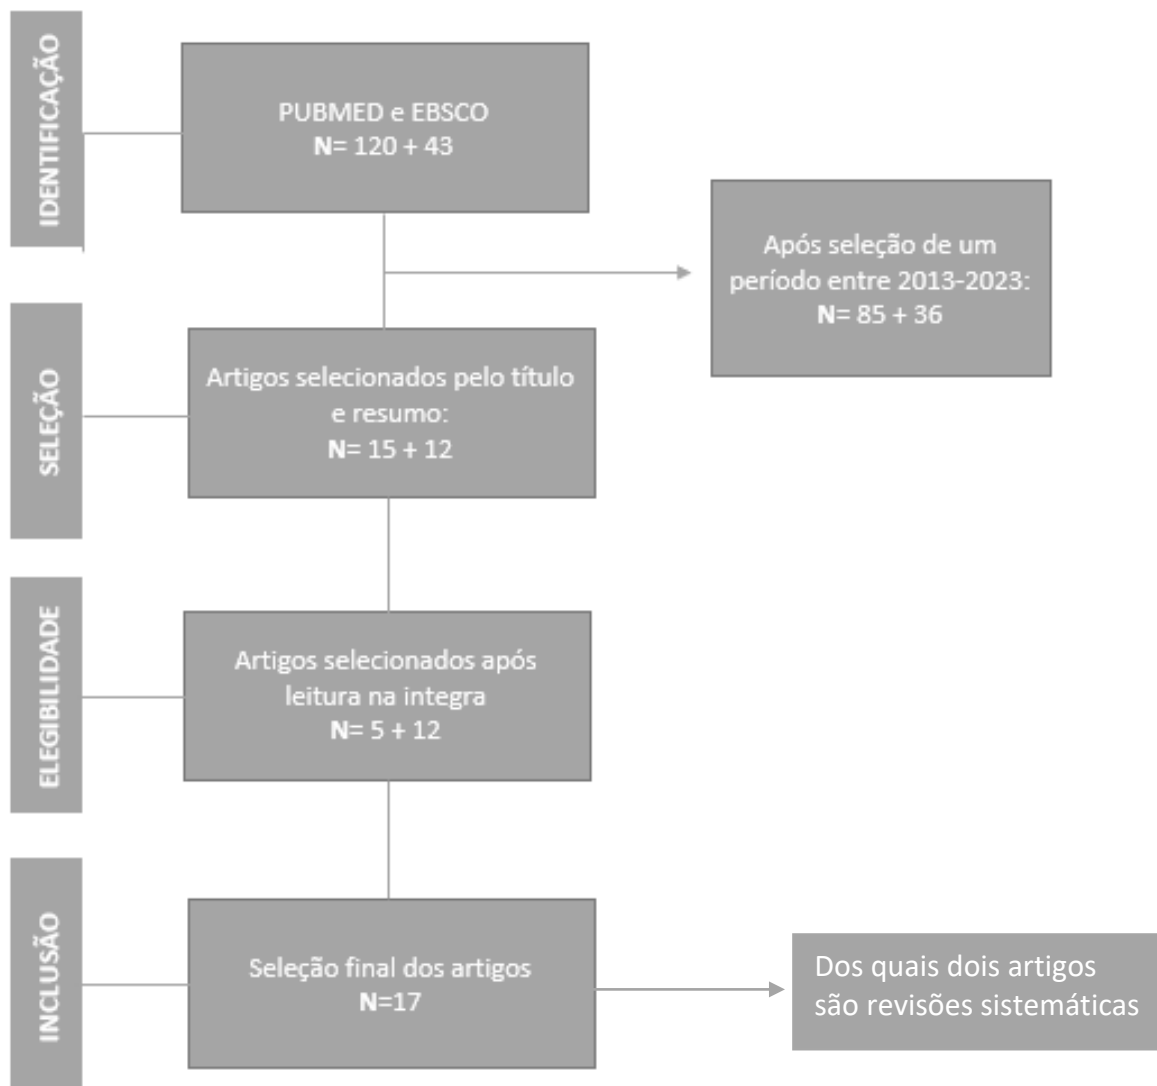 IDENTIFICAÇÃO
PUBMED e EBSCO
N= 120 + 43
Após seleção de um
período entre 2013-2023:
N= 85 + 36
SELEÇÃO
Artigos selecionados pelo título
e resumo:
N= 15 + 12
ELEGIBILIDADE
Artigos selecionados após
leitura na integra
N= 5 + 12
INCLUSÃO
Seleção final dos artigos
N=17
Dos quais dois artigos
são revisões sistemáticas